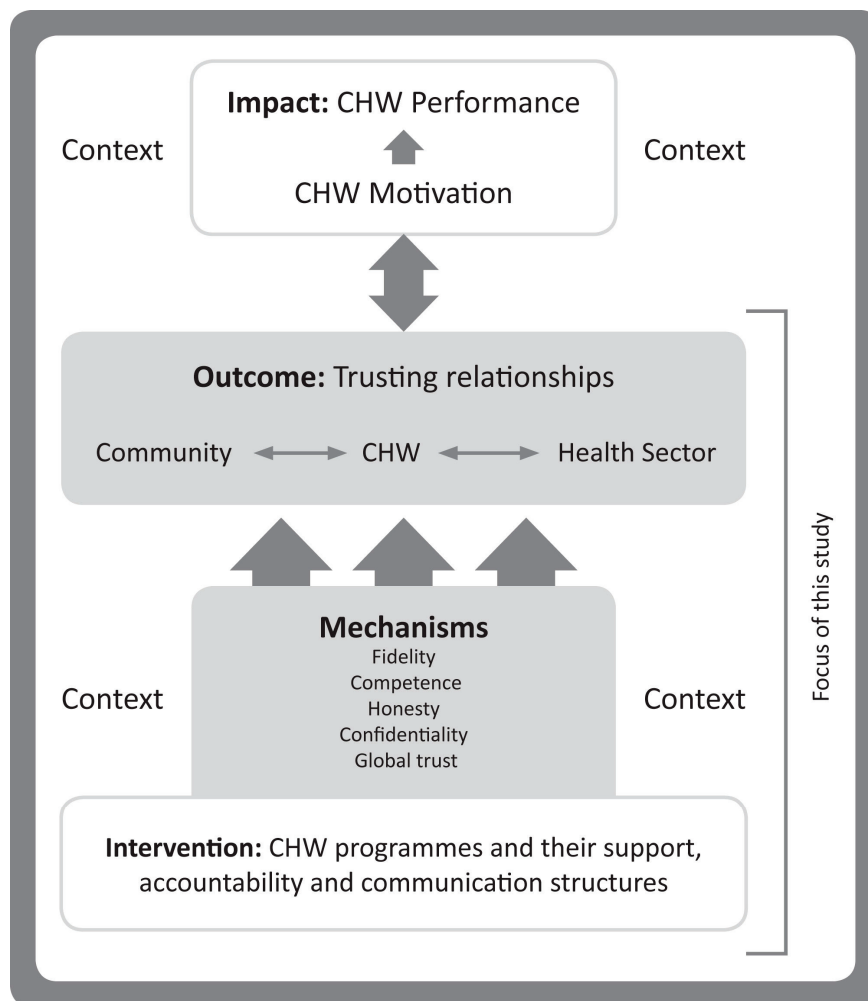 Impact: CHW Performance
Context
Context
CHW Motivation
Outcome: Trusting relationships
Community
CHW
Health Sector
Focus of this study
Mechanisms
Fidelity
Competence
Honesty
Confidentiality
Global trust
Context
Context
Intervention: CHW programmes and their support,
accountability and communication structures